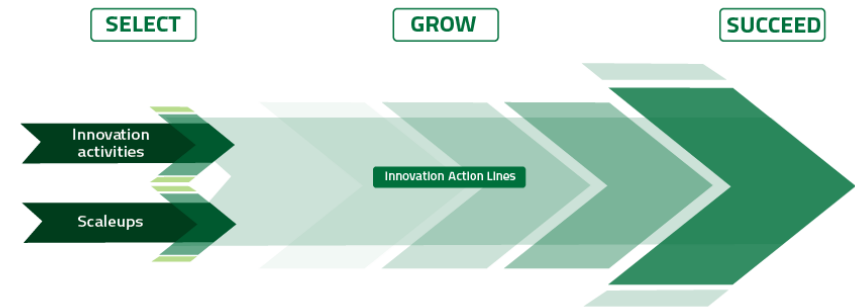 SELECT
GROW
SUCCEED
Innovation
activities
Innovation Action Lines
Scaleups